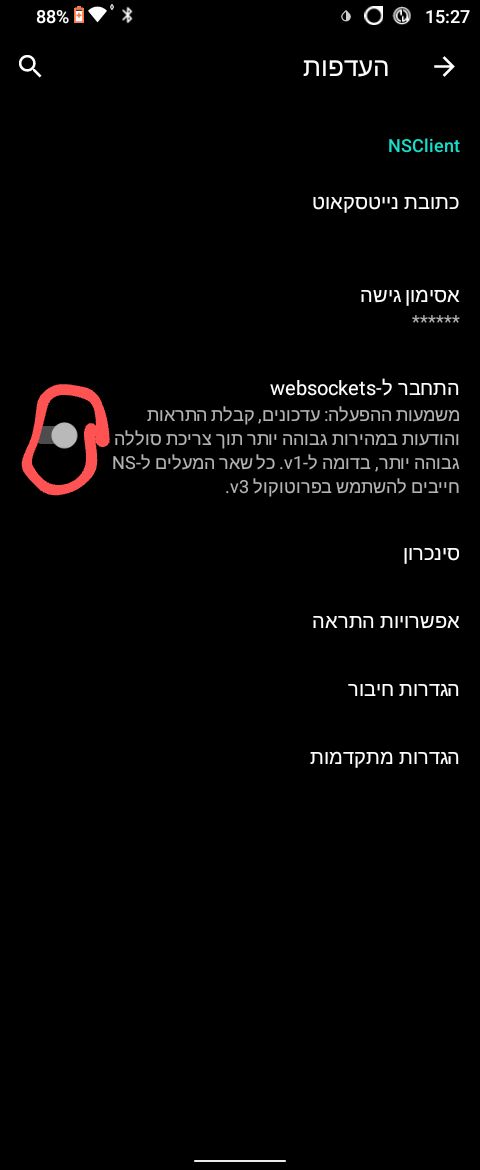 88%
15:27
העדפות
NSClient
כתובת נייטסקאוט
אסימון גישה
******
התחבר ל-websockets
משמעות ההפעלה: עדכונים, קבלת התראות
והודעות במהירות גבוהה יותר תוך צריכת סוללה
גבוהה יותר, בדומה ל-v1. כל שאר המעלים ל-NS
חייבים להשתמש בפרוטוקול v3.
סינכרון
אפשרויות התראה
הגדרות חיבור
הגדרות מתקדמות